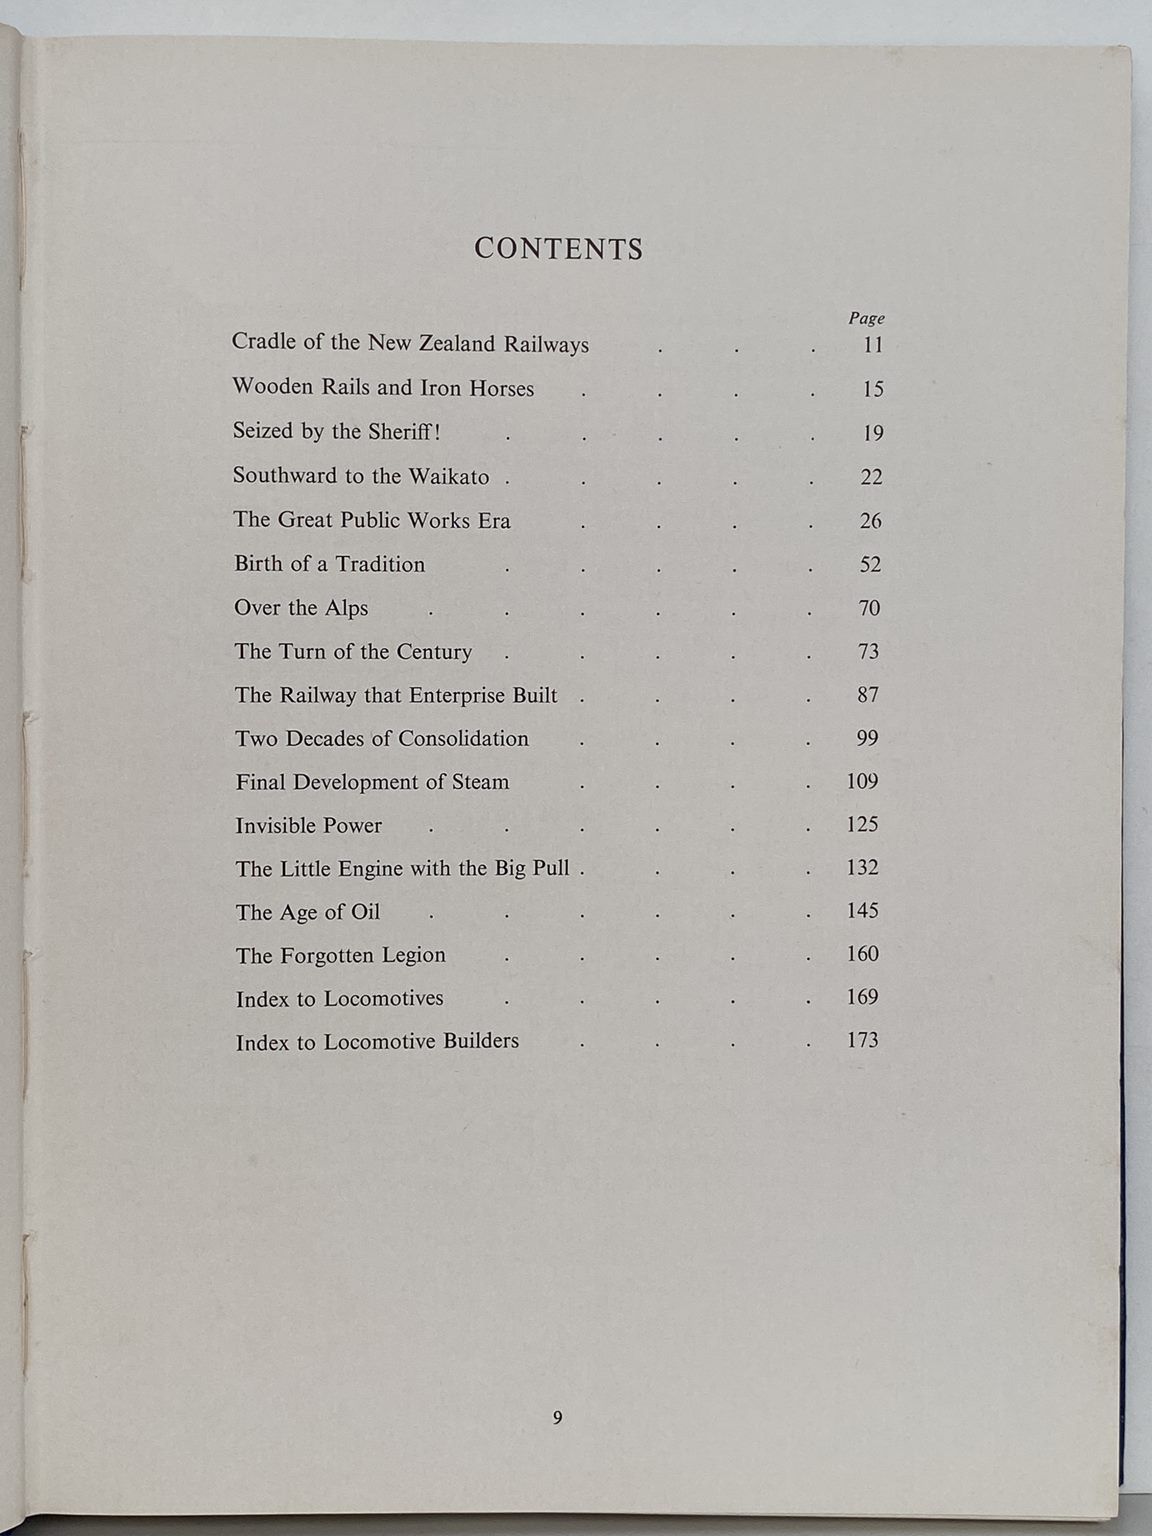 CONTENTS
Page
Cradle of the New Zealand Railways . . . 11
Wooden Rails and Iron Horses . . . . 15
Seized by the Sheriff! . . . . . 19
Southward to the Waikato . . . . . 22
The Great Public Works Era . . . . 26
Birth of a Tradition . . . . . 52
Over the Alps . . . . . . 70
The Turn of the Century . . . . . 73
The Railway that Enterprise Built . . . . 87
Two Decades of Consolidation . . . . 99
Final Development of Steam . . . . 109
Invisible Power . . . . . . 125
The Little Engine with the Big Pull . . . . 132
The Age of Oil . . . . . . 145
The Forgotten Legion . . . . . 160
Index to Locomotives . . . . . 169
Index to Locomotive Builders . . . . 173
9